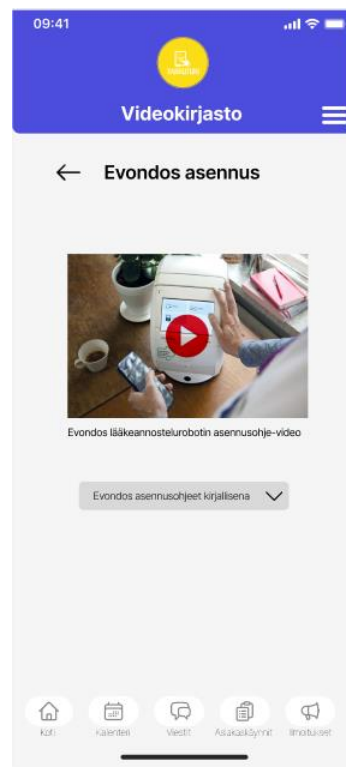 09:41
Videokirjasto
Evondos asennus
Evondos lääkeannostelurobotin asennusohje-video
Evondos asennusohjeet kirjallisena
Koti
Kalenteri
Viestit
Asiakaskäynnit
Ilmoitukset